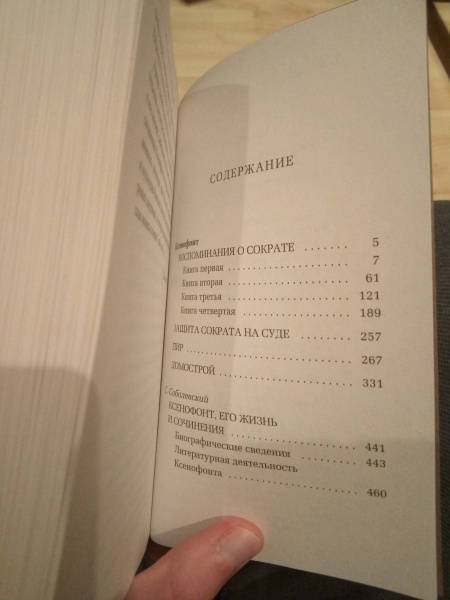 СОДЕРЖАНИЕ
Ксенофонт
ВОСПОМИНАНИЯ О СОКРАТЕ ....... 5
Книга первая .................... 7
Книга вторая .................... 61
Книга третья .................... 121
Книга четвертая ................. 189
ЗАЩИТА СОКРАТА НА СУДЕ ........ 257
ПИР ............................. 267
ДОМОСТРОЙ ....................... 331
С. Соболевский
КСЕНОФОНТ, ЕГО ЖИЗНЬ
И СОЧИНЕНИЯ ..................... 441
Биографические сведения ......... 443
Литературная деятельность
Ксенофонта ...................... 460